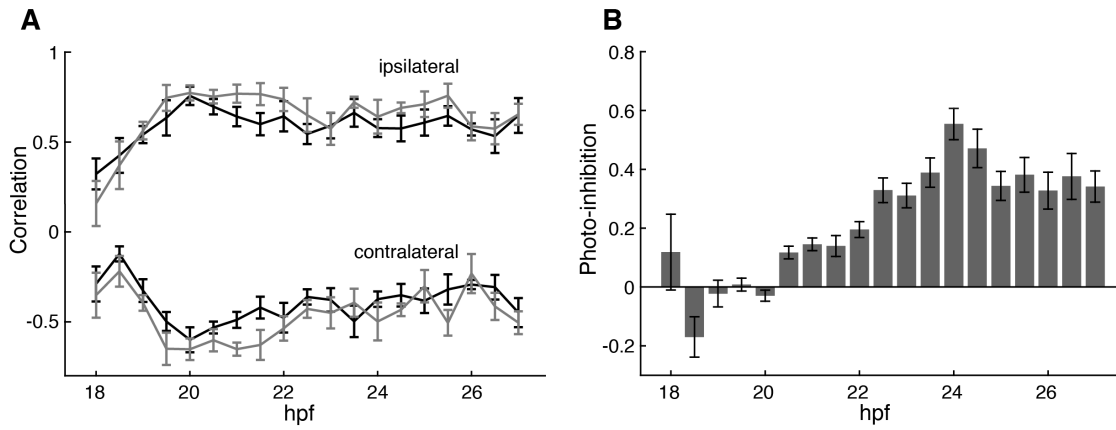 A
Correlation
1
0.5
0
-0.5
ipsilateral
contralateral
18 20 22 24 26
hpf
B
Photo-inhibition
0.8
0.6
0.4
0.2
0
-0.2
18 20 22 24 26
hpf